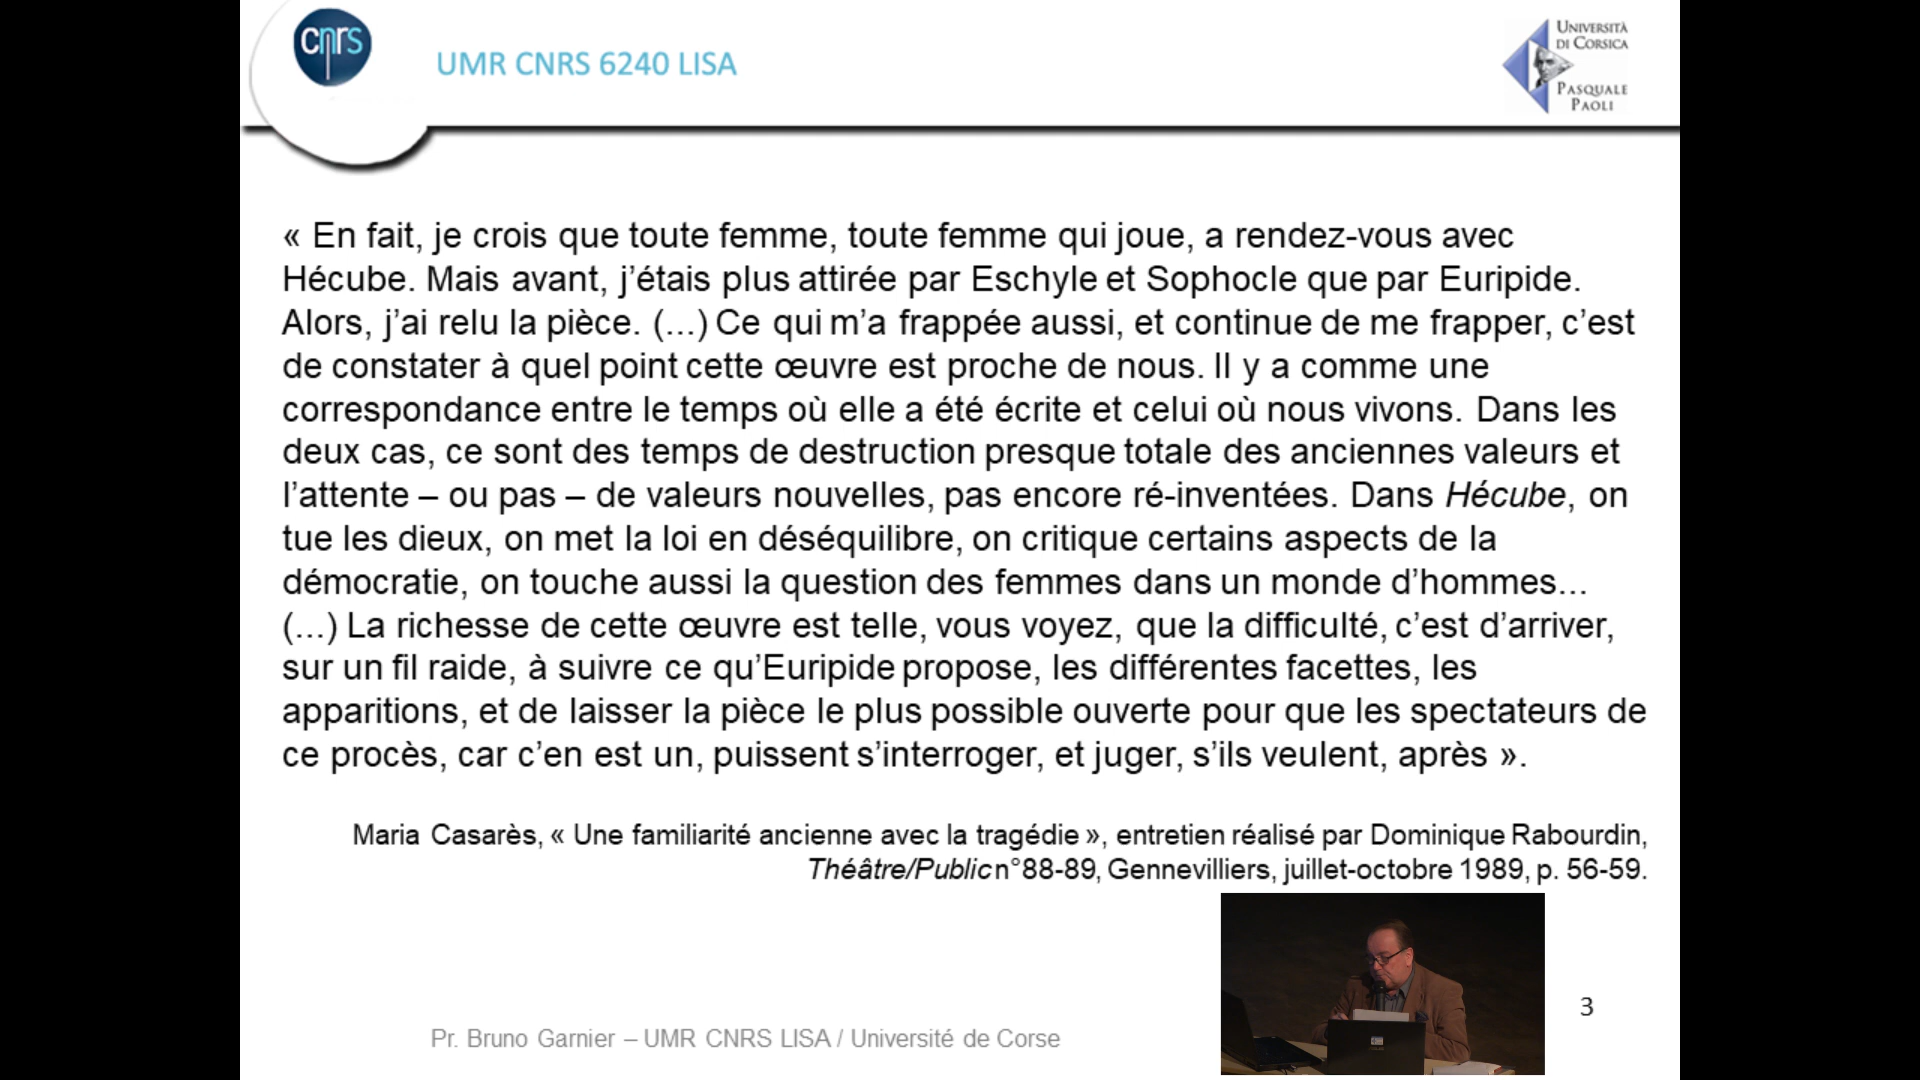 cnrs
UMR CNRS 6240 LISA
UNIVERSITÀ
DI CORSICA
PASQUALE
PAOLI
« En fait, je crois que toute femme, toute femme qui joue, a rendez-vous avec
Hécube. Mais avant, j’étais plus attirée par Eschyle et Sophocle que par Euripide.
Alors, j’ai relu la pièce. (...) Ce qui m’a frappée aussi, et continue de me frapper, c’est
de constater à quel point cette œuvre est proche de nous. Il y a comme une
correspondance entre le temps où elle a été écrite et celui où nous vivons. Dans les
deux cas, ce sont des temps de destruction presque totale des anciennes valeurs et
l’attente – ou pas – de valeurs nouvelles, pas encore ré-inventées. Dans Hécube, on
tue les dieux, on met la loi en déséquilibre, on critique certains aspects de la
démocratie, on touche aussi la question des femmes dans un monde d’hommes...
(...) La richesse de cette œuvre est telle, vous voyez, que la difficulté, c’est d’arriver,
sur un fil raide, à suivre ce qu’Euripide propose, les différentes facettes, les
apparitions, et de laisser la pièce le plus possible ouverte pour que les spectateurs de
ce procès, car c’en est un, puissent s’interroger, et juger, s’ils veulent, après ».
Maria Casarès, « Une familiarité ancienne avec la tragédie », entretien réalisé par Dominique Rabourdin,
Théâtre/Public n°88-89, Gennevilliers, juillet-octobre 1989, p. 56-59.
3
Pr. Bruno Garnier – UMR CNRS LISA / Université de Corse